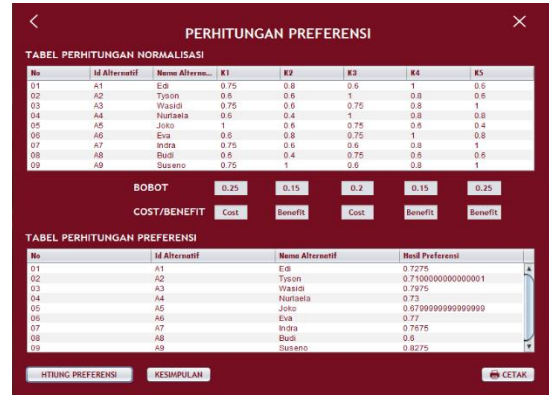 PERHITUNGAN PREFERENSI
TABEL PERHITUNGAN NORMALISASI
No Id Alternatif Nama Alterna... K1 K2 K3 K4 K5
01 A1 Edi 0.75 0.8 0.6 1 0.6
02 A2 Tyson 0.6 0.6 1 0.8 0.6
03 A3 Wasidi 0.75 0.6 0.75 0.8 1
04 A4 Nurlaela 0.6 0.4 1 0.8 0.8
05 A5 Joko 1 0.6 0.75 0.6 0.4
06 A6 Eva 0.6 0.8 0.75 1 0.8
07 A7 Indra 0.75 0.6 0.6 0.8 1
08 A8 Budi 0.6 0.4 0.75 0.6 0.6
09 A9 Suseno 0.75 1 0.6 0.8 1
BOBOT 0.25 0.15 0.2 0.15 0.25
COST/BENEFIT Cost Benefit Cost Benefit Benefit
TABEL PERHITUNGAN PREFERENSI
No Id Alternatif Nama Alternatif Hasil Preferensi
01 A1 Edi 0.7275
02 A2 Tyson 0.7100000000000001
03 A3 Wasidi 0.7975
04 A4 Nurlaela 0.73
05 A5 Joko 0.6799999999999999
06 A6 Eva 0.77
07 A7 Indra 0.7675
08 A8 Budi 0.6
09 A9 Suseno 0.8275
HTIUNG PREFERENSI KESIMPULAN CETAK